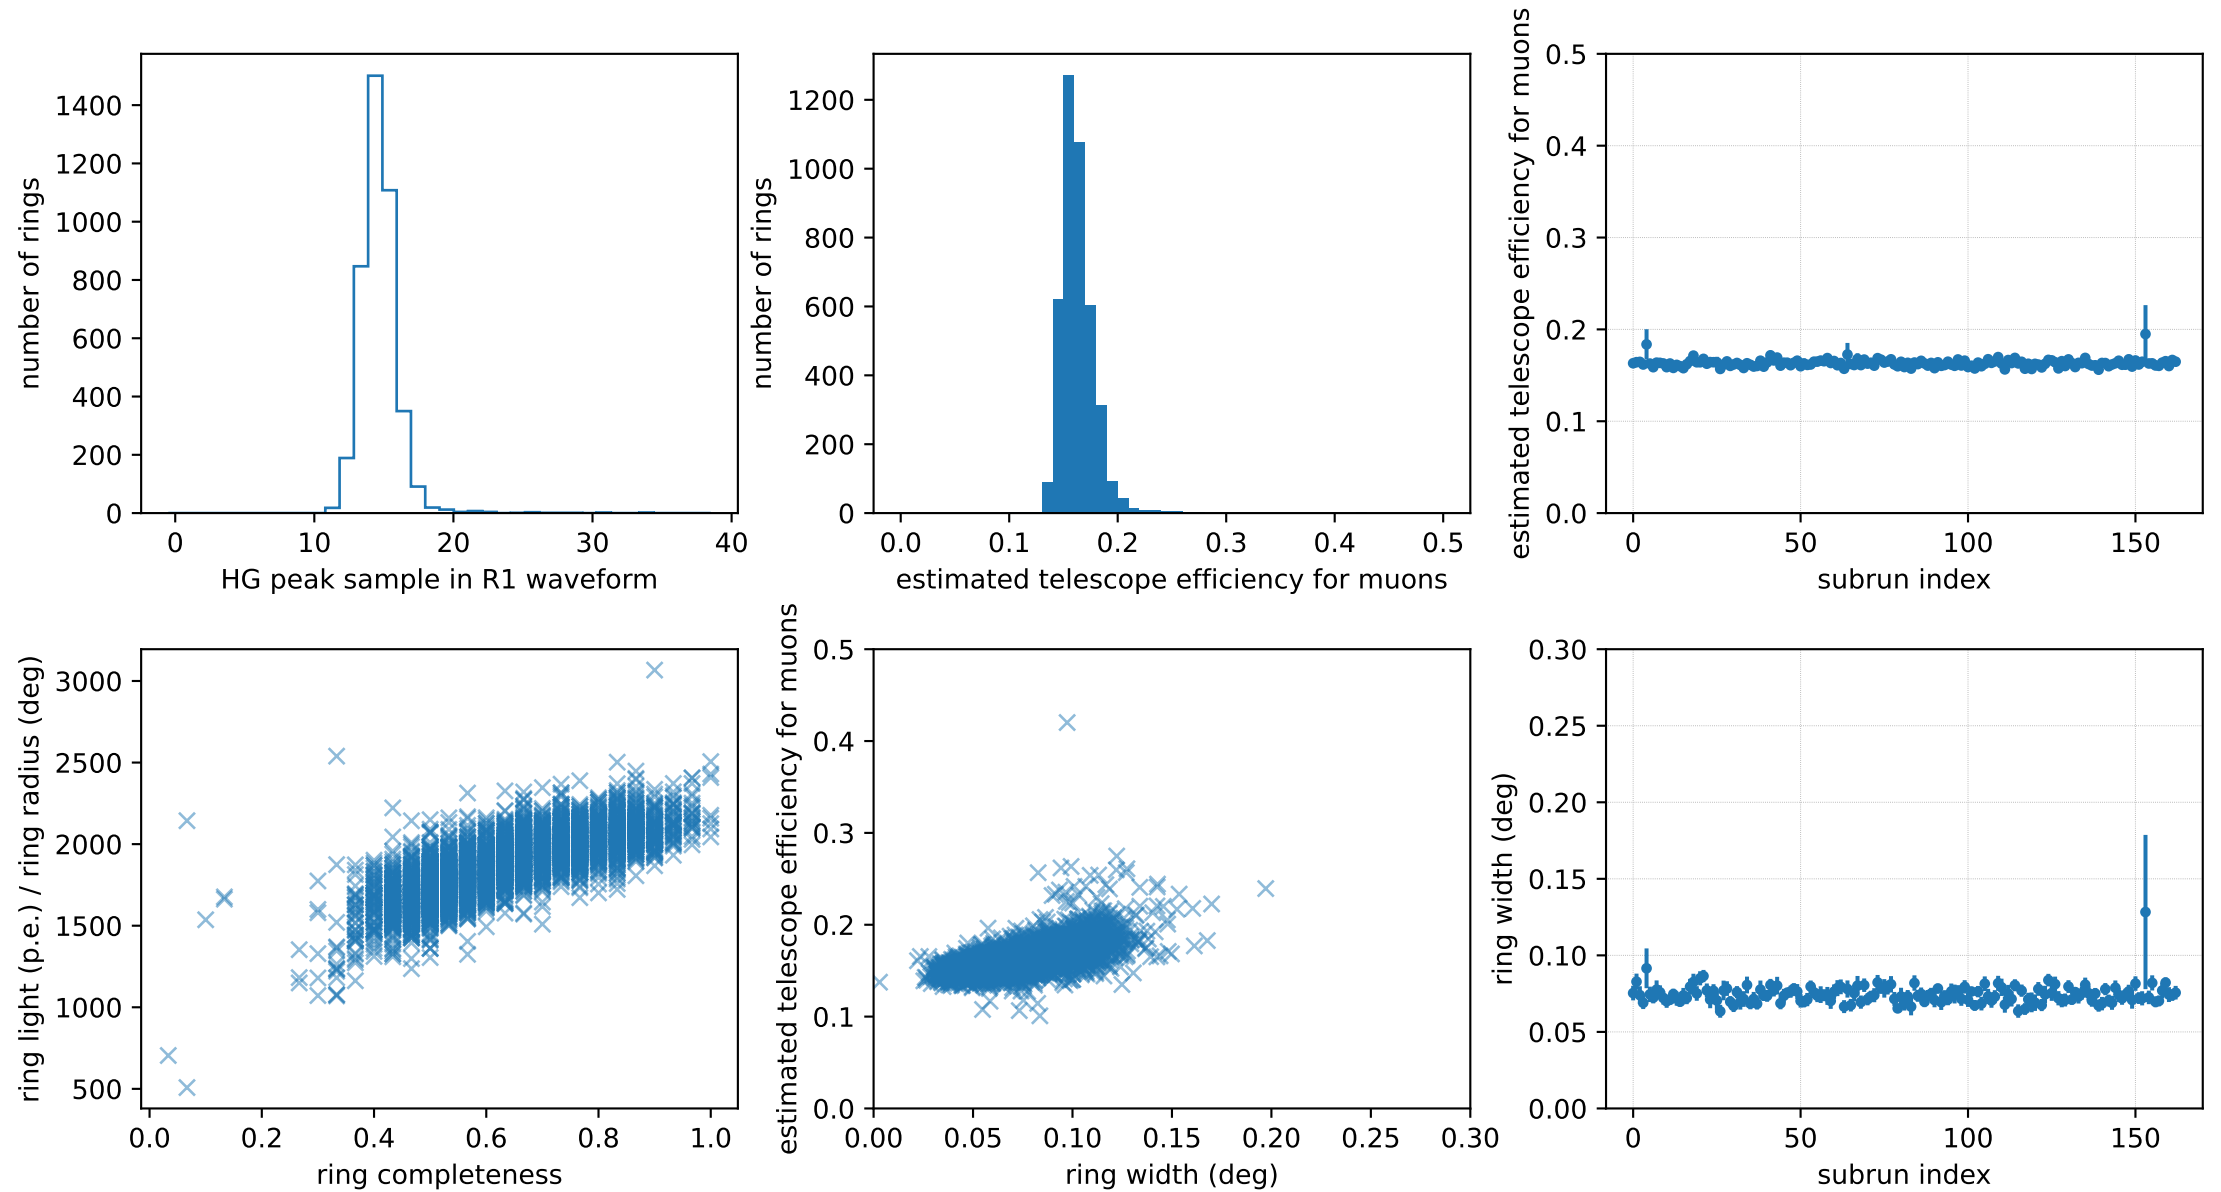 number of rings
1400
1200
1000
800
600
400
200
0
0 10 20 30 40
HG peak sample in R1 waveform
number of rings
1200
1000
800
600
400
200
0
0.0 0.1 0.2 0.3 0.4 0.5
estimated telescope efficiency for muons
estimated telescope efficiency for muons
0.5
0.4
0.3
0.2
0.1
0.0
0 50 100 150
subrun index
ring light (p.e.) / ring radius (deg)
3000
2500
2000
1500
1000
500
0.0 0.2 0.4 0.6 0.8 1.0
ring completeness
estimated telescope efficiency for muons
0.5
0.4
0.3
0.2
0.1
0.0
0.00 0.05 0.10 0.15 0.20 0.25 0.30
ring width (deg)
ring width (deg)
0.30
0.25
0.20
0.15
0.10
0.05
0.00
0 50 100 150
subrun index